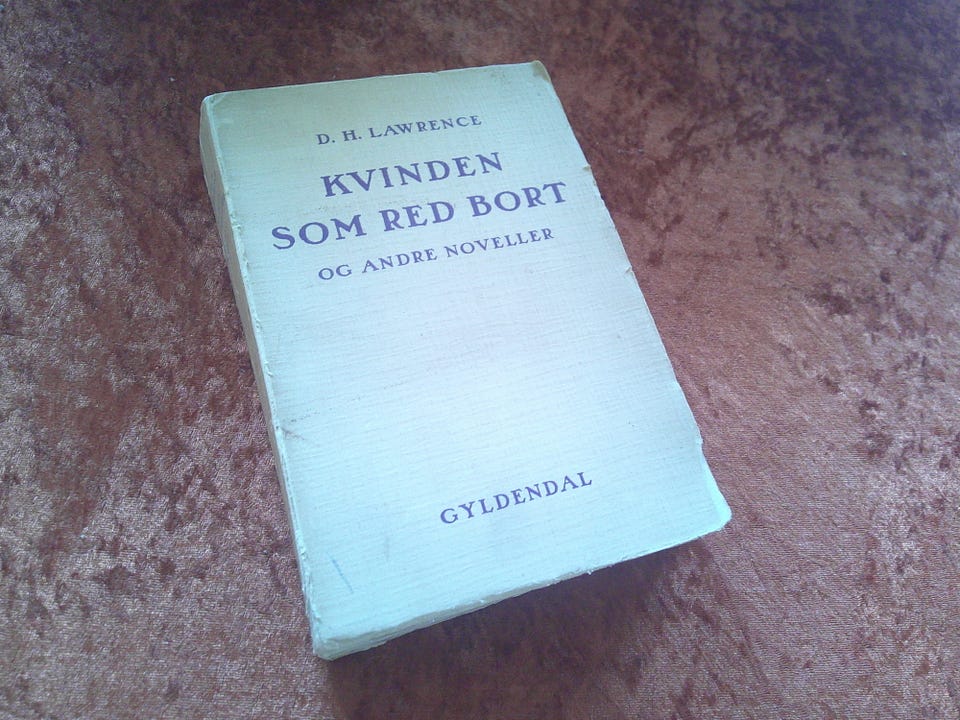 D. H. LAWRENCE
KVINDEN
SOM RED BORT
OG ANDRE NOVELLER
GYLDENDAL